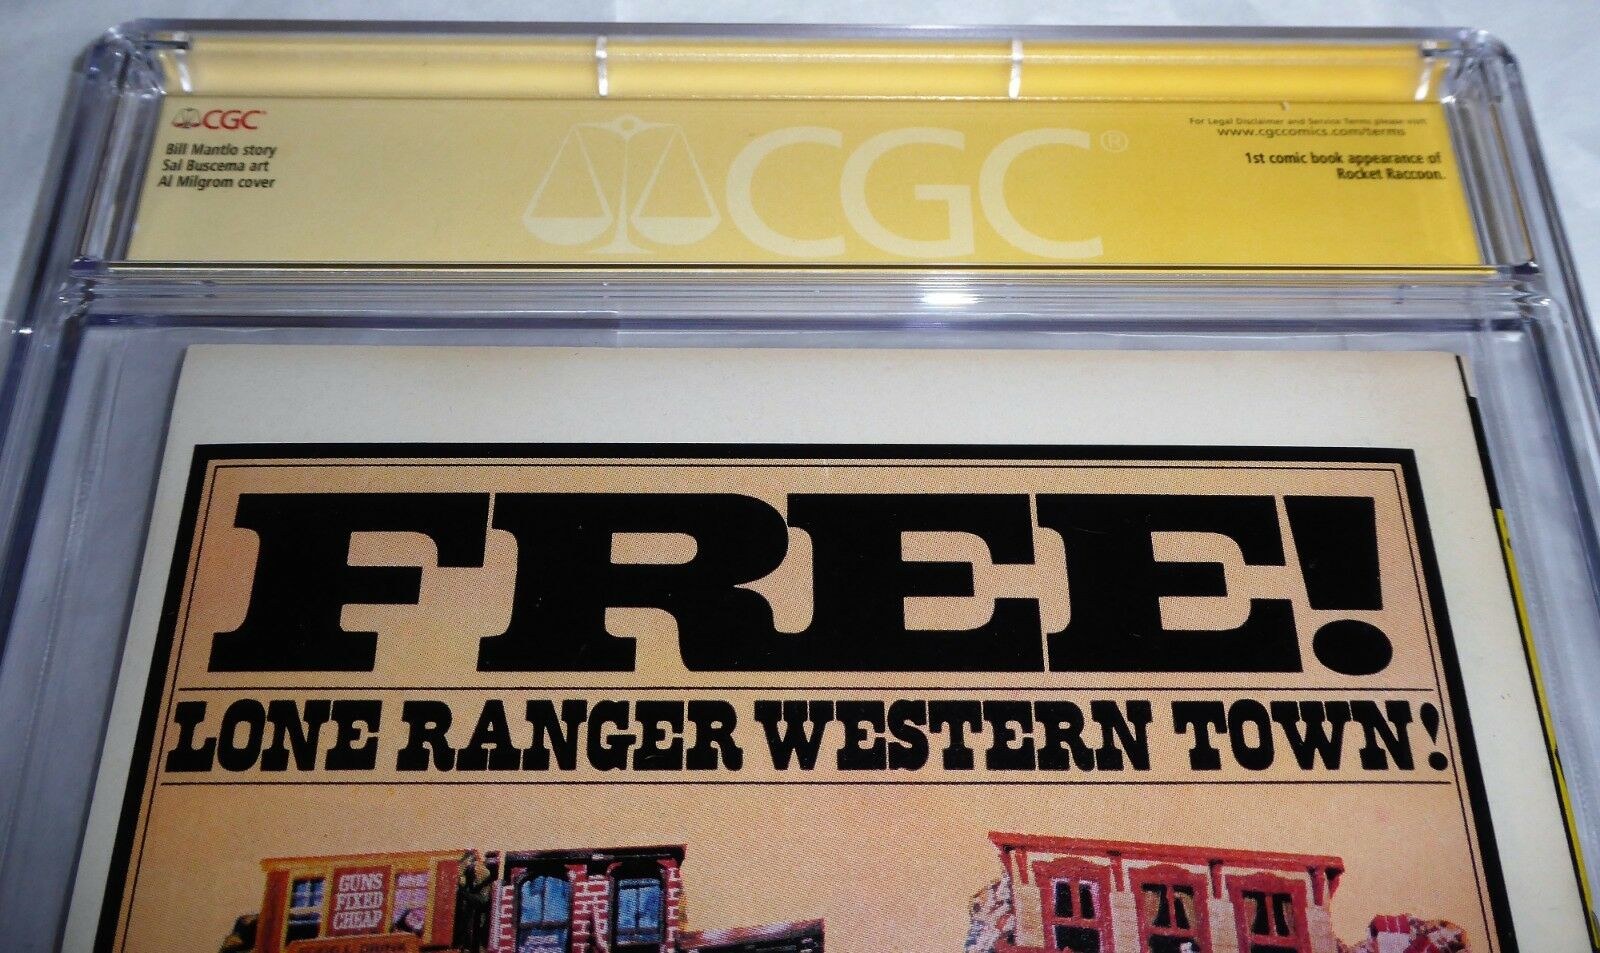 CGC™
Bill Mantlo story
Sal Buscema art
Al Milgrom cover
CGC®
For Legal Disclaimer and Service Terms please visit
www.cgccomics.com/terms
1st comic book appearance of
Rocket Raccoon.
FREE!
LONE RANGER WESTERN TOWN!
GUNS
FIXED
CHEAP